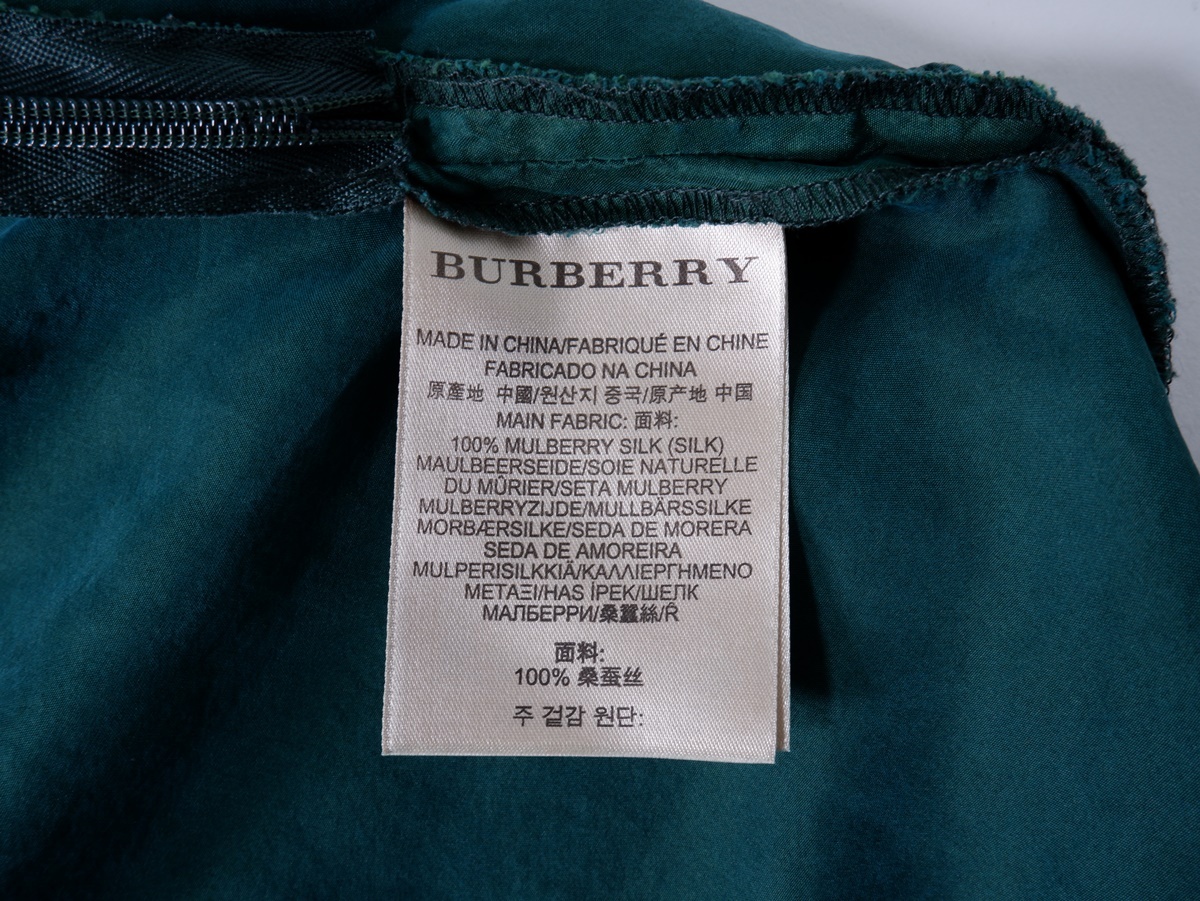 BURBERRY
MADE IN CHINA/FABRIQUÉ EN CHINE
FABRICADO NA CHINA
原產地 中國/원산지 중국/原产地 中国
MAIN FABRIC: 面料:
100% MULBERRY SILK (SILK)
MAULBEERSEIDE/SOIE NATURELLE
DU MÛRIER/SETA MULBERRY
MULBERRYZIJDE/MULLBÄRSSILKE
MORBÆRSILKE/SEDA DE MORERA
SEDA DE AMOREIRA
MULPERISILKKIÄ/ΚΑΛΛΙΕΡΓΗΜΕΝΟ
ΜΕΤΑΞΙ/HAS İPEK/ШЕЛК
МАЛБЕРРИ/桑蠶絲/Ř
面料:
100% 桑蚕丝
주 겉감 원단: